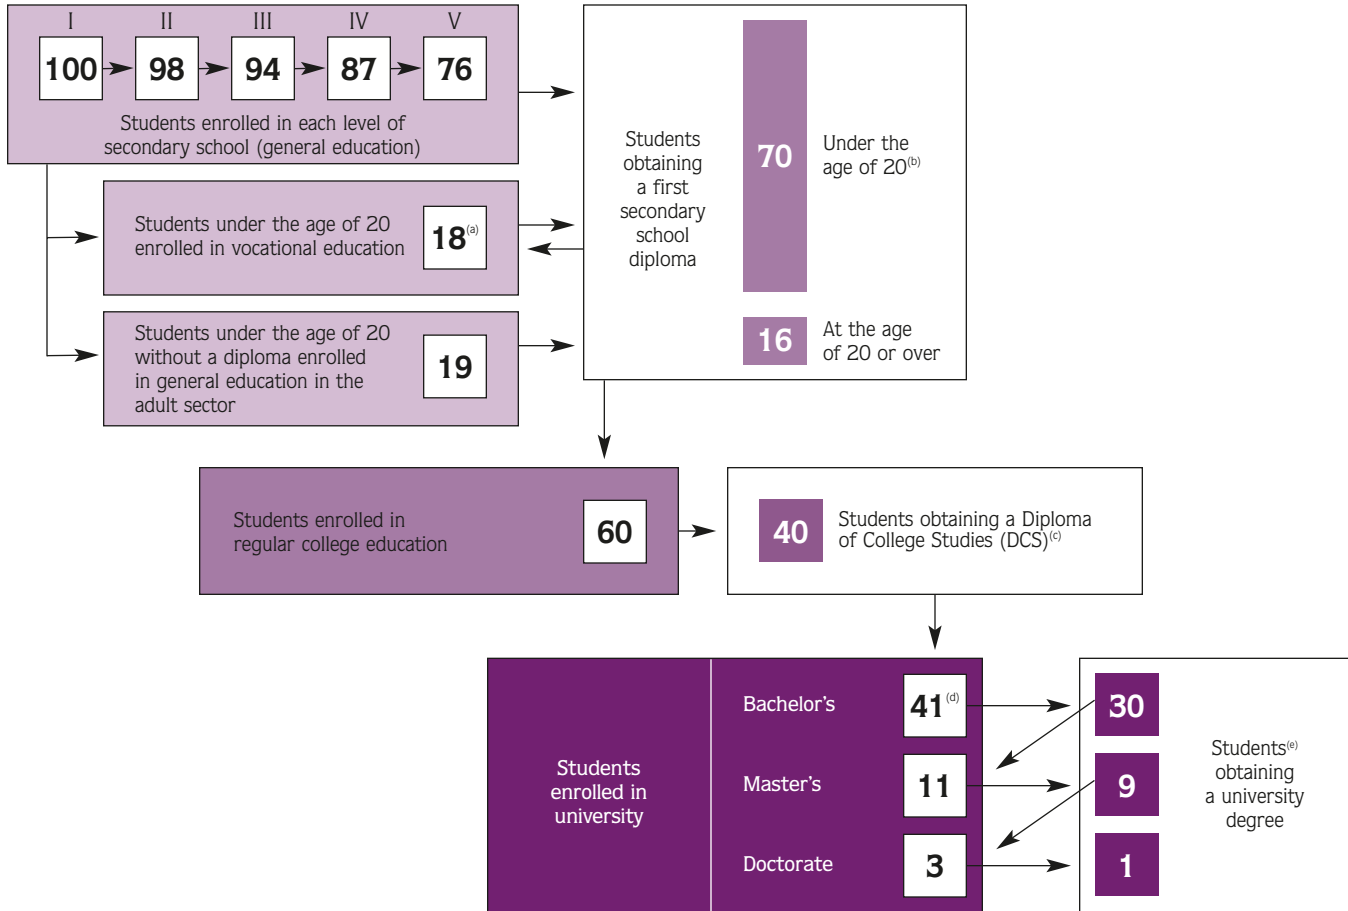 I II III IV V
100 98 94 87 76
Students enrolled in each level of
secondary school (general education)
Students under the age of 20
enrolled in vocational education
18(a)
Students under the age of 20
without a diploma enrolled
in general education in the
adult sector
19
Students
obtaining
a first
secondary
school
diploma
70
Under the
age of 20(b)
16
At the age
of 20 or over
Students enrolled in
regular college education
60
40
Students obtaining a Diploma
of College Studies (DCS)(c)
Students
enrolled in
university
Bachelor's
41(d)
30
Master's
11
9
Doctorate
3
1
Students(e)
obtaining
a university
degree